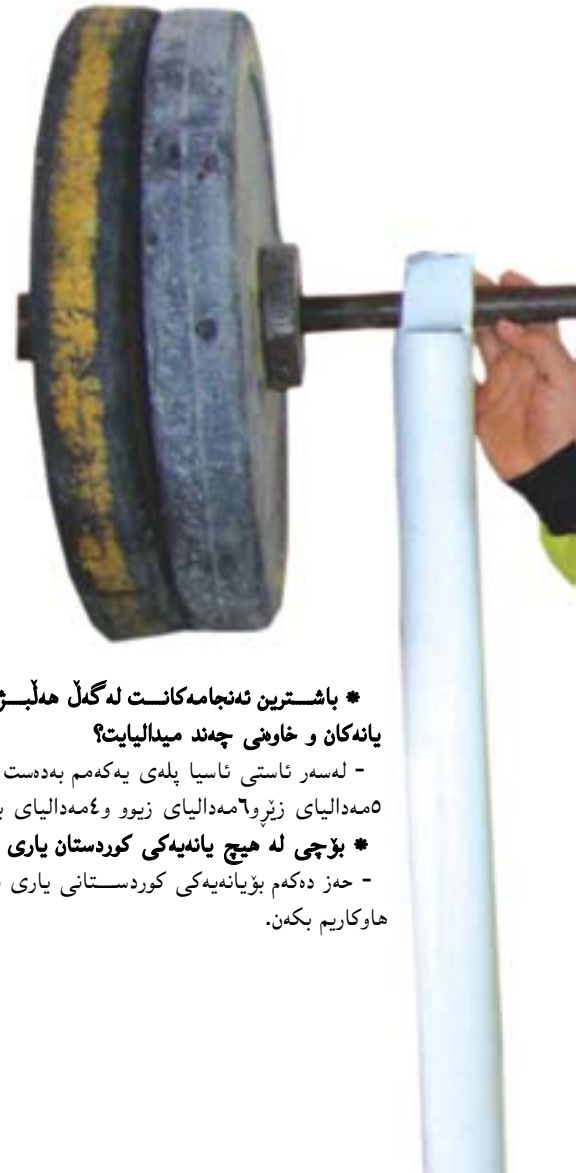 * باشترین ئەنجامەکانت لەگەڵ
یانەکان و خاوەنی چەند میدالیایت؟
- لەسەر ئاستی ئاسیا پلەی یەکەمم بەدەست
٥مەدالیای زێڕو٦مەدالیای زیوو و٤مەدالیای
* بۆچی لە هیچ یانەیەکی کوردستان یاری
- حەز دەکەم بۆیانەیەکی کوردستانی یاری
هاوکاریم بکەن.